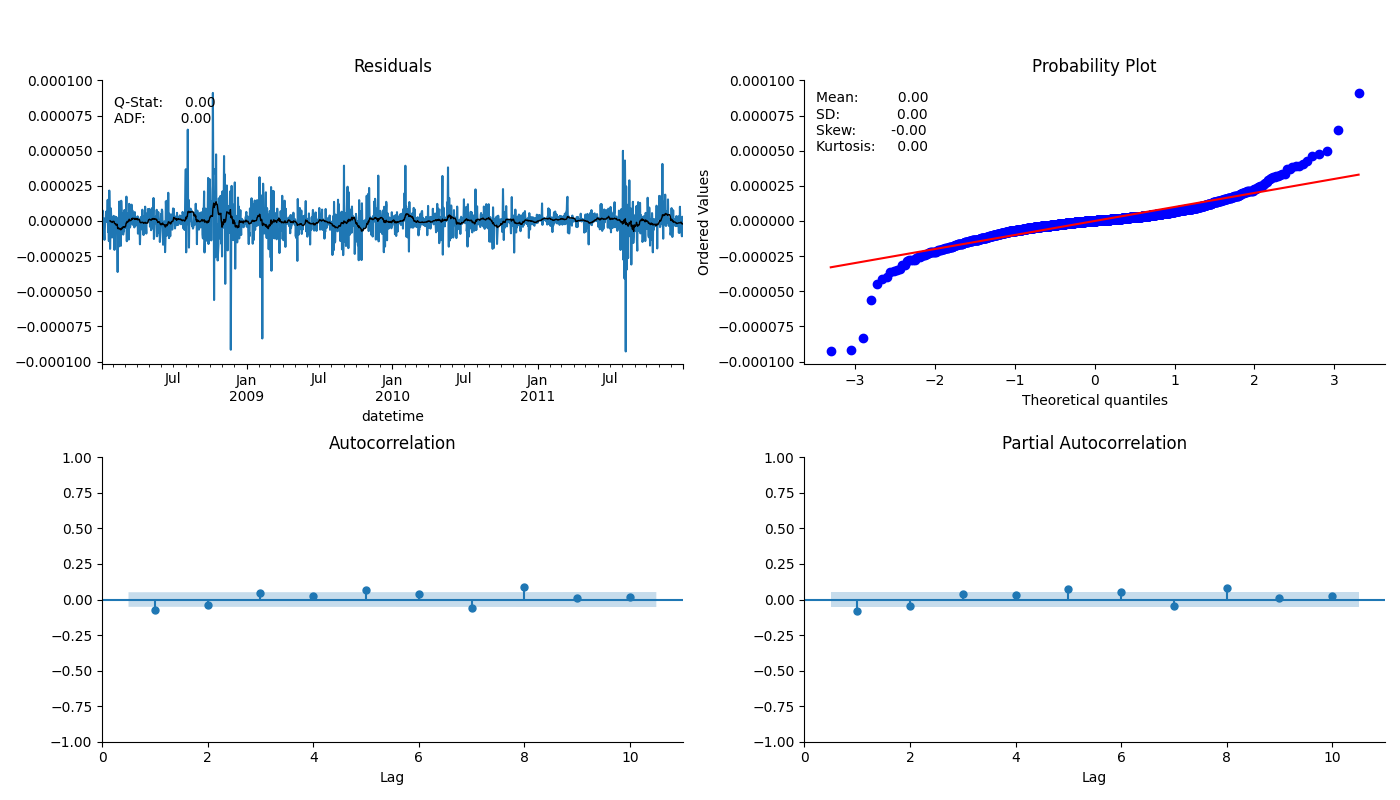 Residuals
0.000100
0.000075
0.000050
0.000025
0.000000
−0.000025
−0.000050
−0.000075
−0.000100
Q-Stat: 0.00
ADF: 0.00
Jul
Jan
2009
Jul
Jan
2010
Jul
Jan
2011
Jul
datetime
Probability Plot
Ordered Values
0.000100
0.000075
0.000050
0.000025
0.000000
−0.000025
−0.000050
−0.000075
−0.000100
Mean: 0.00
SD: 0.00
Skew: -0.00
Kurtosis: 0.00
−3 −2 −1 0 1 2 3
Theoretical quantiles
Autocorrelation
1.00
0.75
0.50
0.25
0.00
−0.25
−0.50
−0.75
−1.00
0 2 4 6 8 10
Lag
Partial Autocorrelation
1.00
0.75
0.50
0.25
0.00
−0.25
−0.50
−0.75
−1.00
0 2 4 6 8 10
Lag